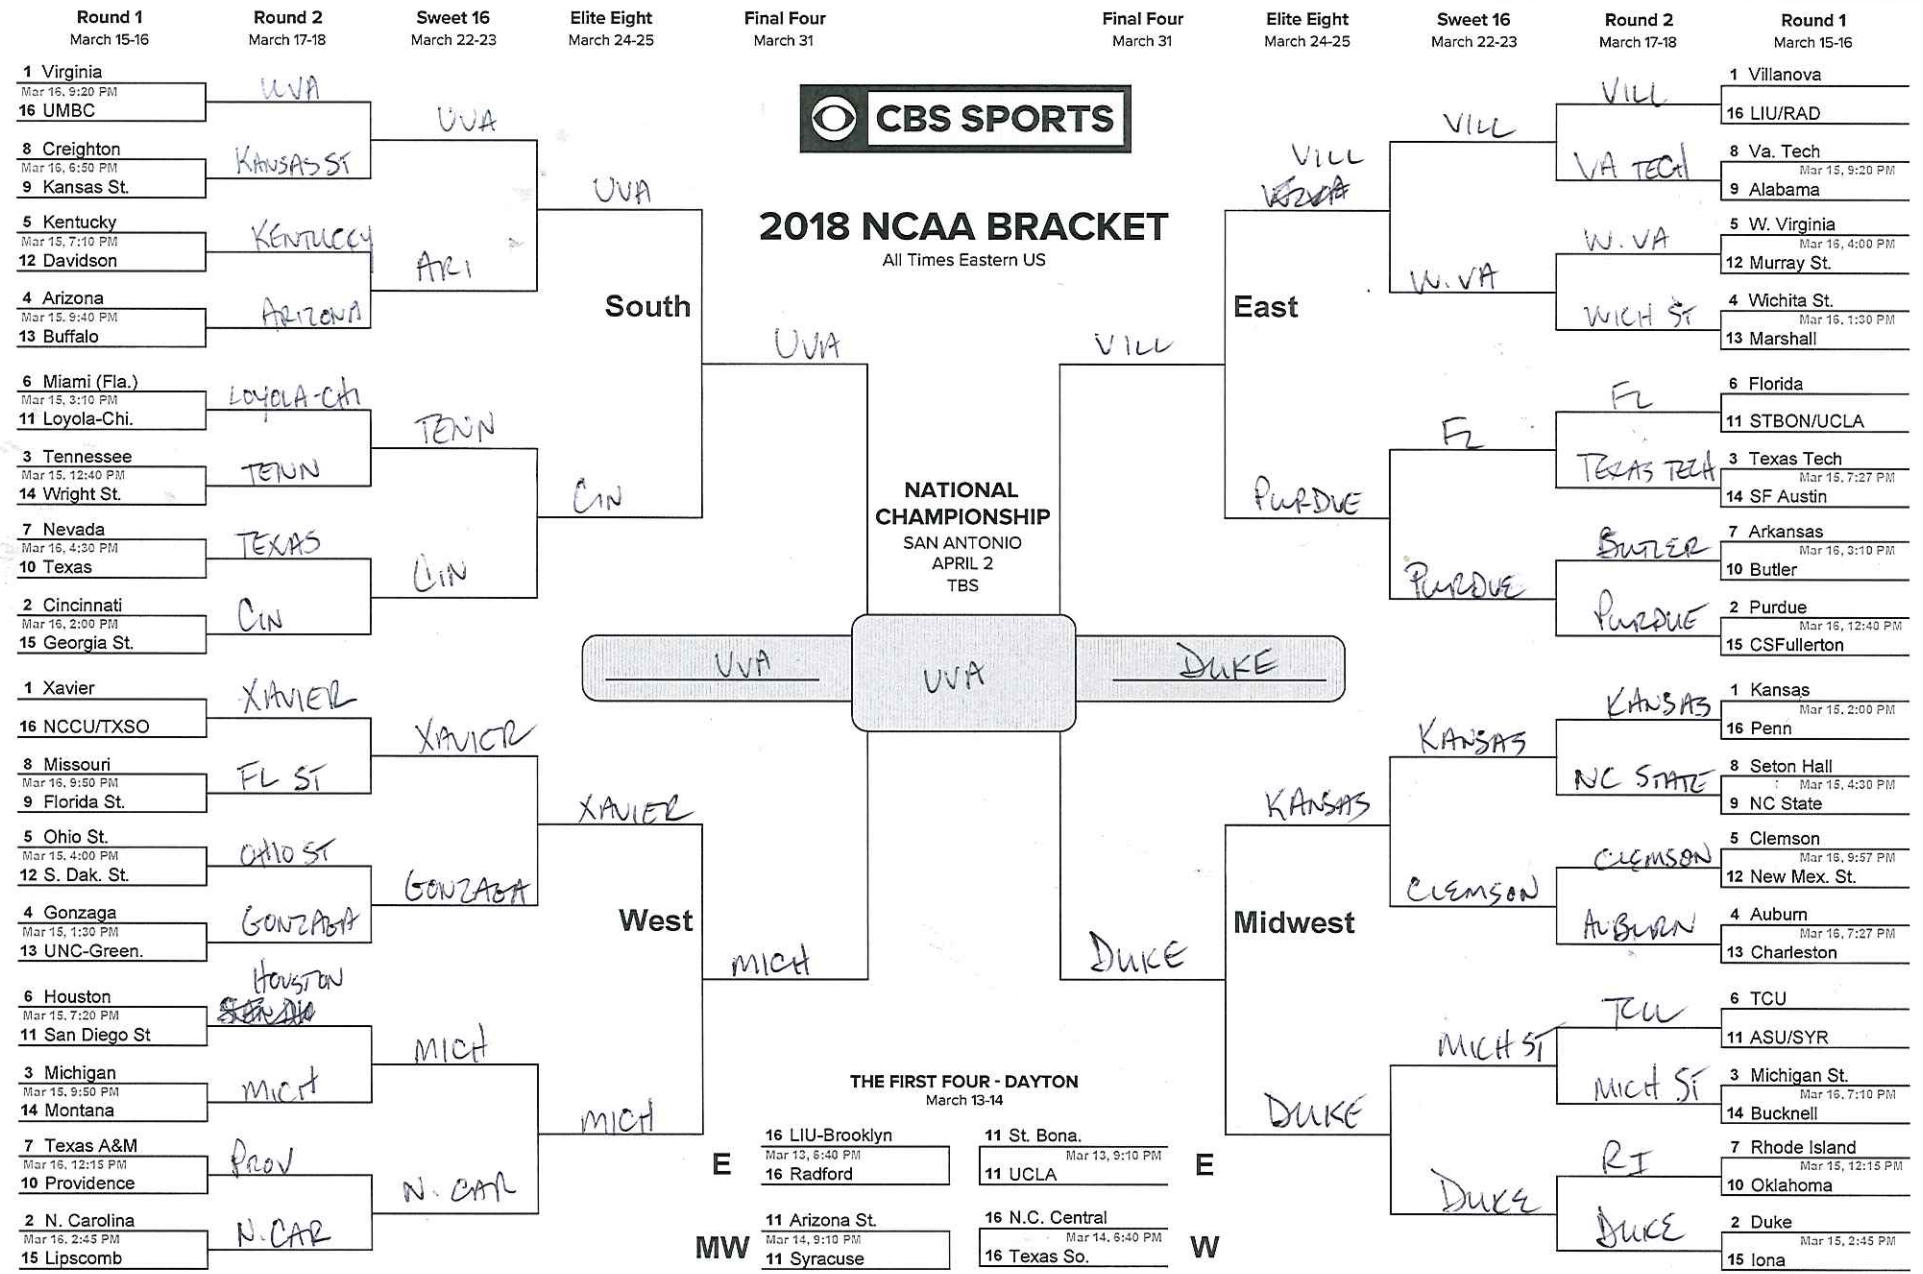 Round 1
March 15-16
Round 2
March 17-18
Sweet 16
March 22-23
Elite Eight
March 24-25
Final Four
March 31
Final Four
March 31
Elite Eight
March 24-25
Sweet 16
March 22-23
Round 2
March 17-18
Round 1
March 15-16
1 Virginia
Mar 16, 9:20 PM
16 UMBC
8 Creighton
Mar 16, 6:50 PM
9 Kansas St.
5 Kentucky
Mar 15, 7:10 PM
12 Davidson
4 Arizona
Mar 15, 9:40 PM
13 Buffalo
6 Miami (Fla.)
Mar 15, 3:10 PM
11 Loyola-Chi.
3 Tennessee
Mar 15, 12:40 PM
14 Wright St.
7 Nevada
Mar 16, 4:30 PM
10 Texas
2 Cincinnati
Mar 16, 2:00 PM
15 Georgia St.
UVA
KANSAS ST
KENTUCCY
ARIZONA
LOYOLA-CHI
TENN
TEXAS
CIN
UVA
ARI
TENN
CIN
UVA
CIN
South
UVA
1 Xavier
16 NCCU/TXSO
8 Missouri
Mar 16, 9:50 PM
9 Florida St.
5 Ohio St.
Mar 15, 4:00 PM
12 S. Dak. St.
4 Gonzaga
Mar 15, 1:30 PM
13 UNC-Green.
6 Houston
Mar 15, 7:20 PM
11 San Diego St
3 Michigan
Mar 15, 9:50 PM
14 Montana
7 Texas A&M
Mar 16, 12:15 PM
10 Providence
2 N. Carolina
Mar 16, 2:45 PM
15 Lipscomb
XAVIER
FL ST
OHIO ST
GONZAGA
HOUSTON
MICH
PROV
N. CAR
XAVIER
GONZAGA
MICH
N. CAR
XAVIER
MICH
West
MICH
CBS SPORTS
2018 NCAA BRACKET
All Times Eastern US
NATIONAL
CHAMPIONSHIP
SAN ANTONIO
APRIL 2
TBS
UVA
UVA
DUKE
THE FIRST FOUR - DAYTON
March 13-14
E
16 LIU-Brooklyn
Mar 13, 6:40 PM
16 Radford
11 St. Bona.
Mar 13, 9:10 PM
11 UCLA
E
MW
11 Arizona St.
Mar 14, 9:10 PM
11 Syracuse
16 N.C. Central
Mar 14, 6:40 PM
16 Texas So.
W
VILL
East
VILL
PURDUE
VILL
W. VA
FL
PURDUE
VILL
VA TECH
W. VA
WICH ST
FL
TEXAS TECH
BUTLER
PURDUE
1 Villanova
16 LIU/RAD
8 Va. Tech
Mar 15, 9:20 PM
9 Alabama
5 W. Virginia
Mar 16, 4:00 PM
12 Murray St.
4 Wichita St.
Mar 16, 1:30 PM
13 Marshall
6 Florida
11 STBON/UCLA
3 Texas Tech
Mar 15, 7:27 PM
14 SF Austin
7 Arkansas
Mar 16, 3:10 PM
10 Butler
2 Purdue
Mar 16, 12:40 PM
15 CSFullerton
DUKE
Midwest
KANSAS
DUKE
KANSAS
CLEMSON
MICH ST
DUKE
KANSAS
NC STATE
CLEMSON
AUBURN
TCU
MICH ST
RI
DUKE
1 Kansas
Mar 15, 2:00 PM
16 Penn
8 Seton Hall
Mar 15, 4:30 PM
9 NC State
5 Clemson
Mar 16, 9:57 PM
12 New Mex. St.
4 Auburn
Mar 16, 7:27 PM
13 Charleston
6 TCU
11 ASU/SYR
3 Michigan St.
Mar 16, 7:10 PM
14 Bucknell
7 Rhode Island
Mar 15, 12:15 PM
10 Oklahoma
2 Duke
Mar 15, 2:45 PM
15 Iona